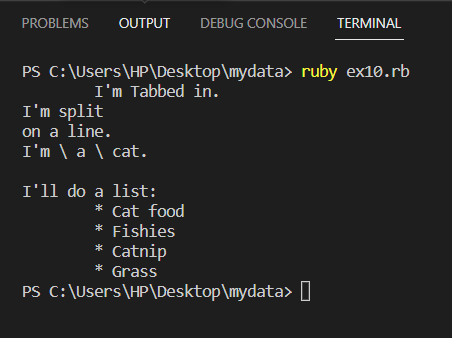 PROBLEMS OUTPUT DEBUG CONSOLE TERMINAL
PS C:\Users\HP\Desktop\mydata> ruby ex10.rb
        I'm Tabbed in.
I'm split
on a line.
I'm \ a \ cat.

I'll do a list:
        * Cat food
        * Fishies
        * Catnip
        * Grass
PS C:\Users\HP\Desktop\mydata>